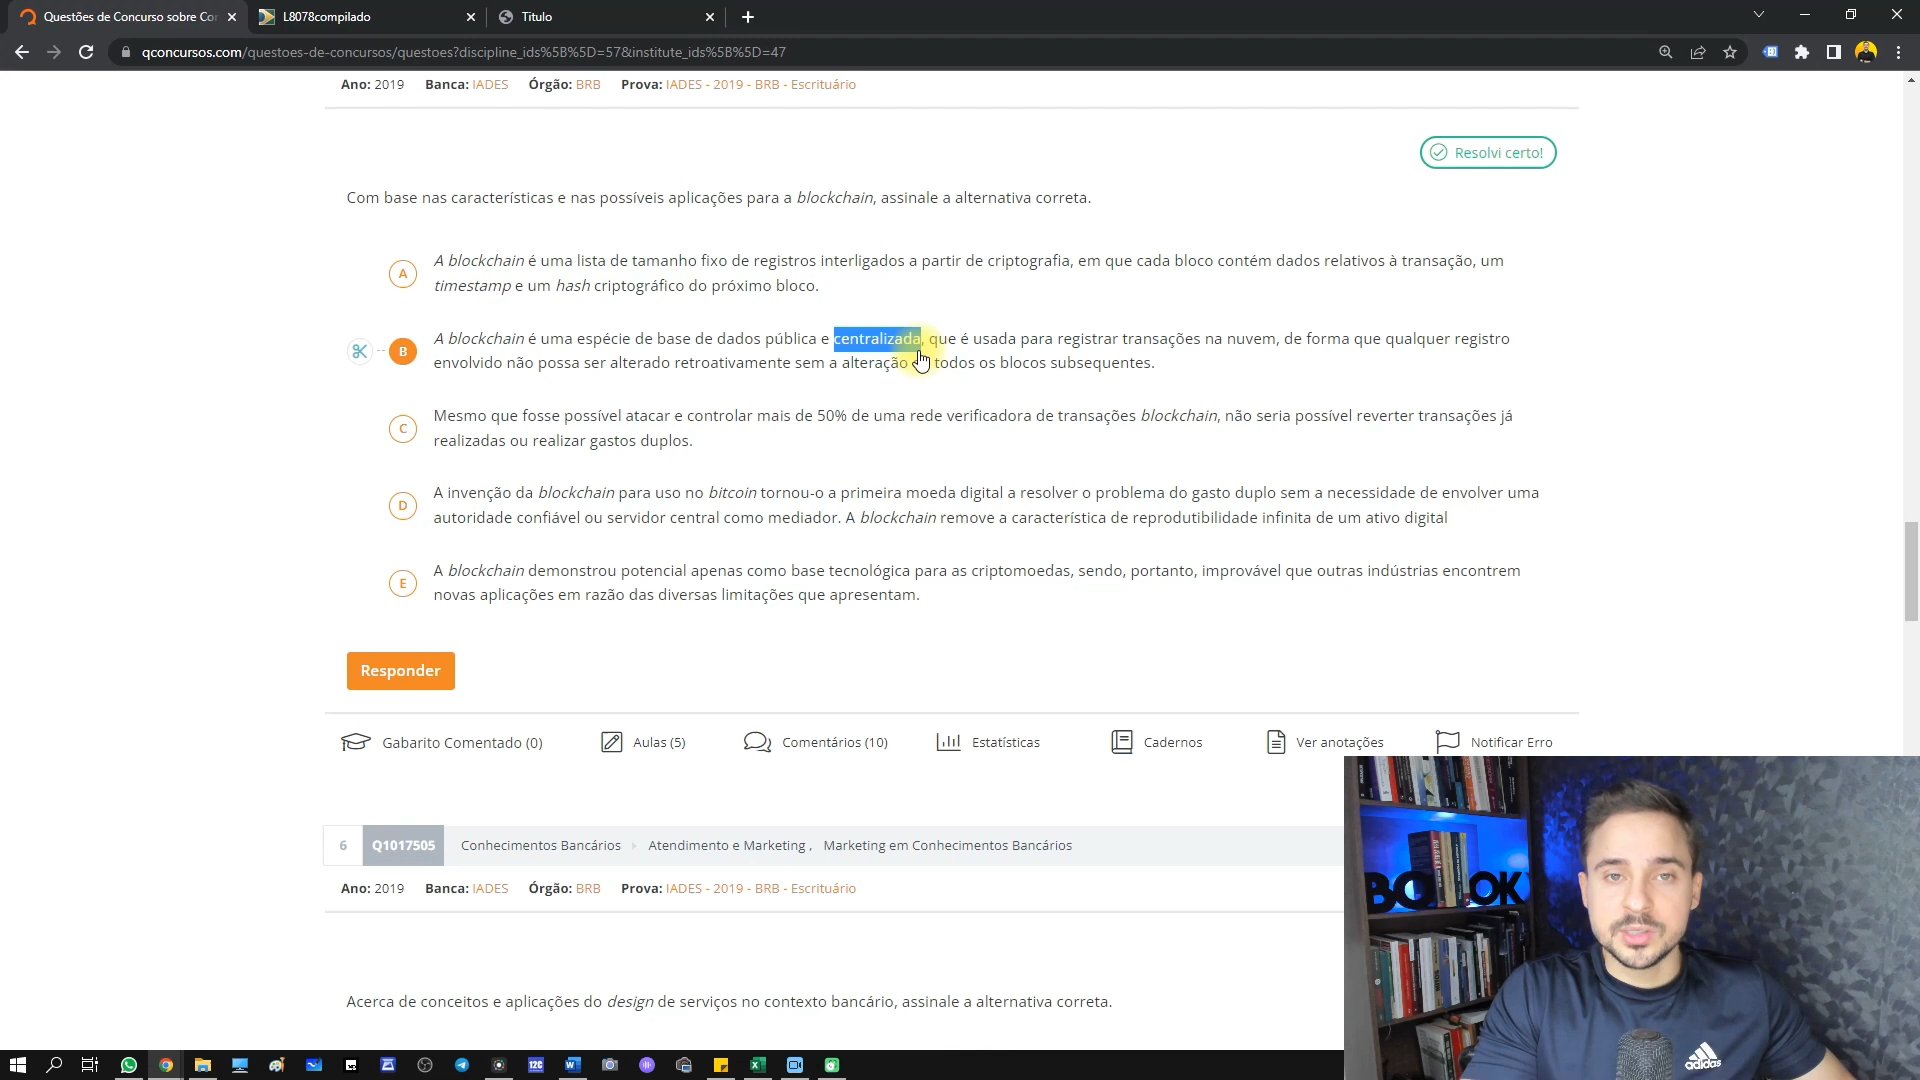 Questões de Concurso sobre Cor
L8078compilado
Titulo
qconcursos.com/questoes-de-concursos/questoes?discipline_ids%5B%5D=57&institute_ids%5B%5D=47
Ano: 2019 Banca: IADES Órgão: BRB Prova: IADES - 2019 - BRB - Escriturário
Resolvi certo!
Com base nas características e nas possíveis aplicações para a blockchain, assinale a alternativa correta.
A A blockchain é uma lista de tamanho fixo de registros interligados a partir de criptografia, em que cada bloco contém dados relativos à transação, um
timestamp e um hash criptográfico do próximo bloco.
B A blockchain é uma espécie de base de dados pública e centralizada, que é usada para registrar transações na nuvem, de forma que qualquer registro
envolvido não possa ser alterado retroativamente sem a alteração todos os blocos subsequentes.
C Mesmo que fosse possível atacar e controlar mais de 50% de uma rede verificadora de transações blockchain, não seria possível reverter transações já
realizadas ou realizar gastos duplos.
D A invenção da blockchain para uso no bitcoin tornou-o a primeira moeda digital a resolver o problema do gasto duplo sem a necessidade de envolver uma
autoridade confiável ou servidor central como mediador. A blockchain remove a característica de reprodutibilidade infinita de um ativo digital
E A blockchain demonstrou potencial apenas como base tecnológica para as criptomoedas, sendo, portanto, improvável que outras indústrias encontrem
novas aplicações em razão das diversas limitações que apresentam.
Responder
Gabarito Comentado (0) Aulas (5) Comentários (10) Estatísticas Cadernos Ver anotações Notificar Erro
6 Q1017505 Conhecimentos Bancários Atendimento e Marketing , Marketing em Conhecimentos Bancários
Ano: 2019 Banca: IADES Órgão: BRB Prova: IADES - 2019 - BRB - Escriturário
Acerca de conceitos e aplicações do design de serviços no contexto bancário, assinale a alternativa correta.
BOOK
adidas
12C